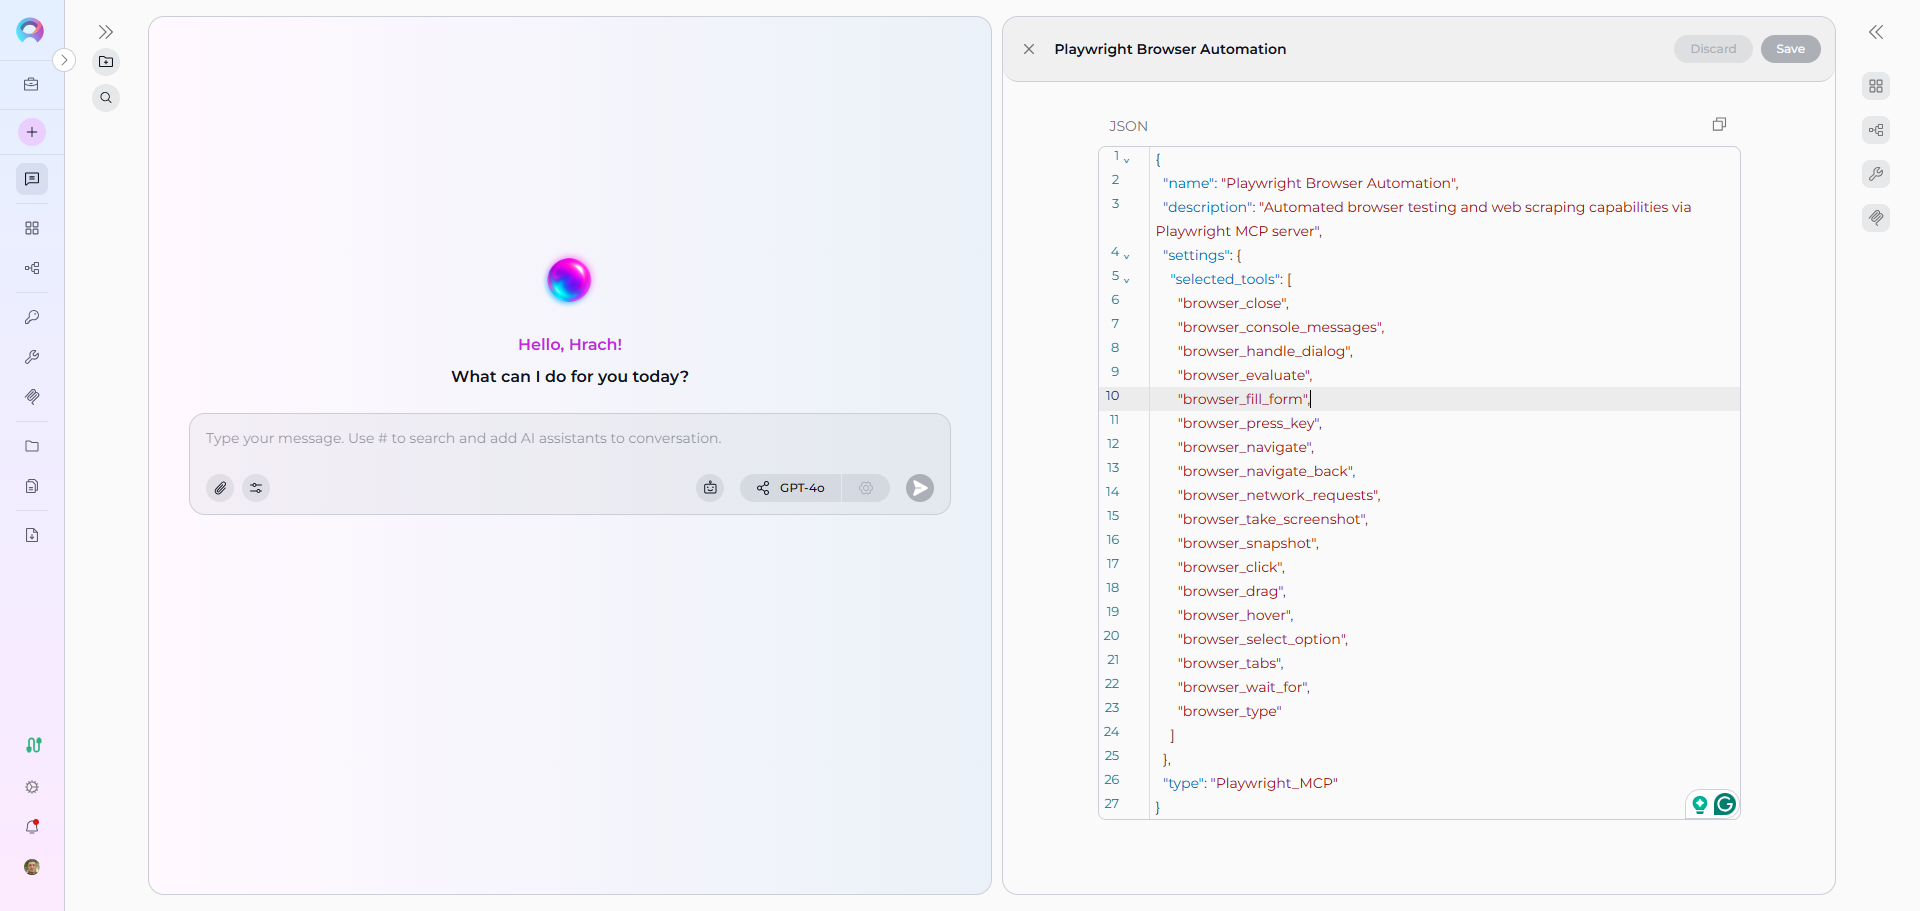 Hello, Hrach!
What can I do for you today?
Type your message. Use # to search and add AI assistants to conversation.
GPT-4o
Playwright Browser Automation
Discard
Save
JSON
1 {
2 "name": "Playwright Browser Automation",
3 "description": "Automated browser testing and web scraping capabilities via
Playwright MCP server",
4 "settings": {
5 "selected_tools": [
6 "browser_close",
7 "browser_console_messages",
8 "browser_handle_dialog",
9 "browser_evaluate",
10 "browser_fill_form",
11 "browser_press_key",
12 "browser_navigate",
13 "browser_navigate_back",
14 "browser_network_requests",
15 "browser_take_screenshot",
16 "browser_snapshot",
17 "browser_click",
18 "browser_drag",
19 "browser_hover",
20 "browser_select_option",
21 "browser_tabs",
22 "browser_wait_for",
23 "browser_type"
24 ]
25 },
26 "type": "Playwright_MCP"
27 }